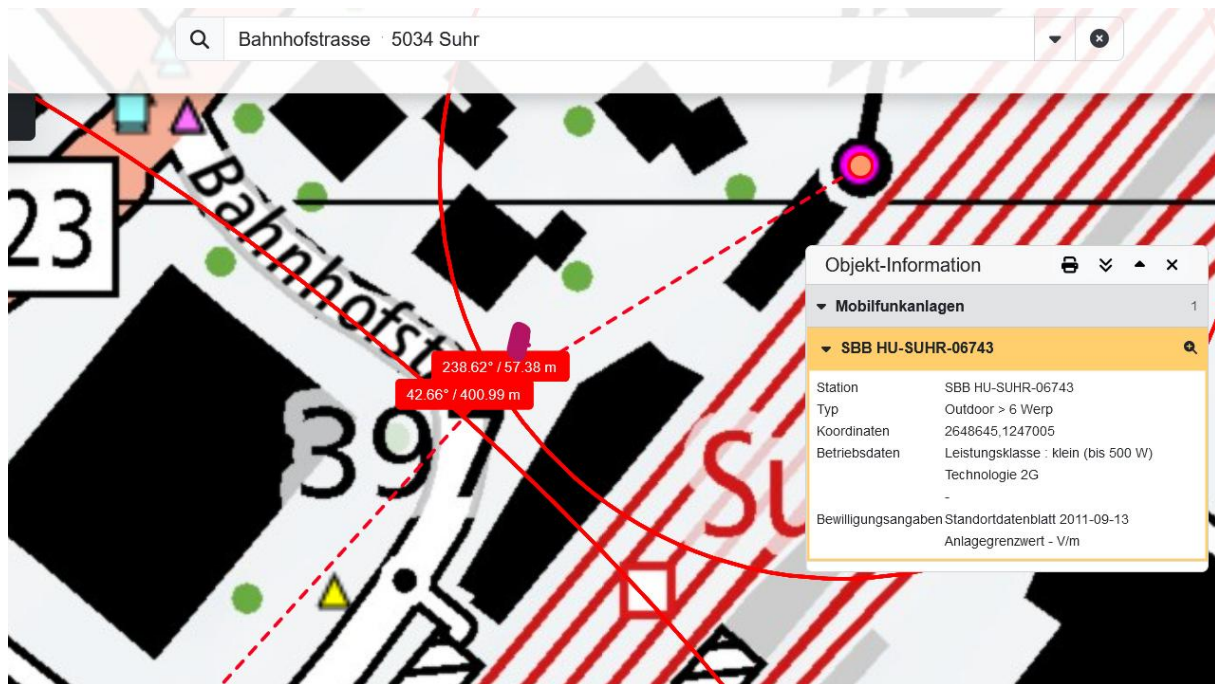 Bahnhofstrasse 5034 Suhr
23
Bahnhofst
238.62° / 57.38 m
42.66° / 400.99 m
397
Su
Objekt-Information
Mobilfunkanlagen 1
SBB HU-SUHR-06743
Station SBB HU-SUHR-06743
Typ Outdoor > 6 Werp
Koordinaten 2648645,1247005
Betriebsdaten Leistungsklasse : klein (bis 500 W)
Technologie 2G
-
Bewilligungsangaben Standortdatenblatt 2011-09-13
Anlagegrenzwert - V/m